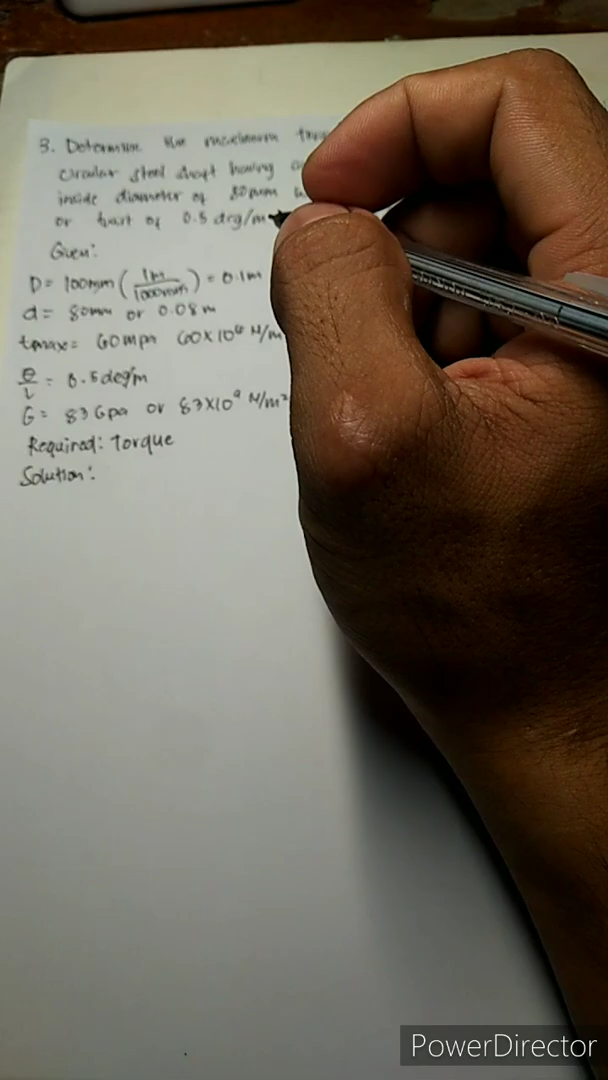 3. Determine the maximum torq
circular steel shaft having
inside diameter of 80mm
or twist of 0.5 deg/m
Given:
D = 100mm (1m/1000mm) = 0.1m
d = 80mm or 0.08m
tmax = 60mpa 60x10⁶ N/m
θ/L = 0.5deg/m
G = 83Gpa or 83x10⁹ N/m²
Required: torque
Solution:
PowerDirector